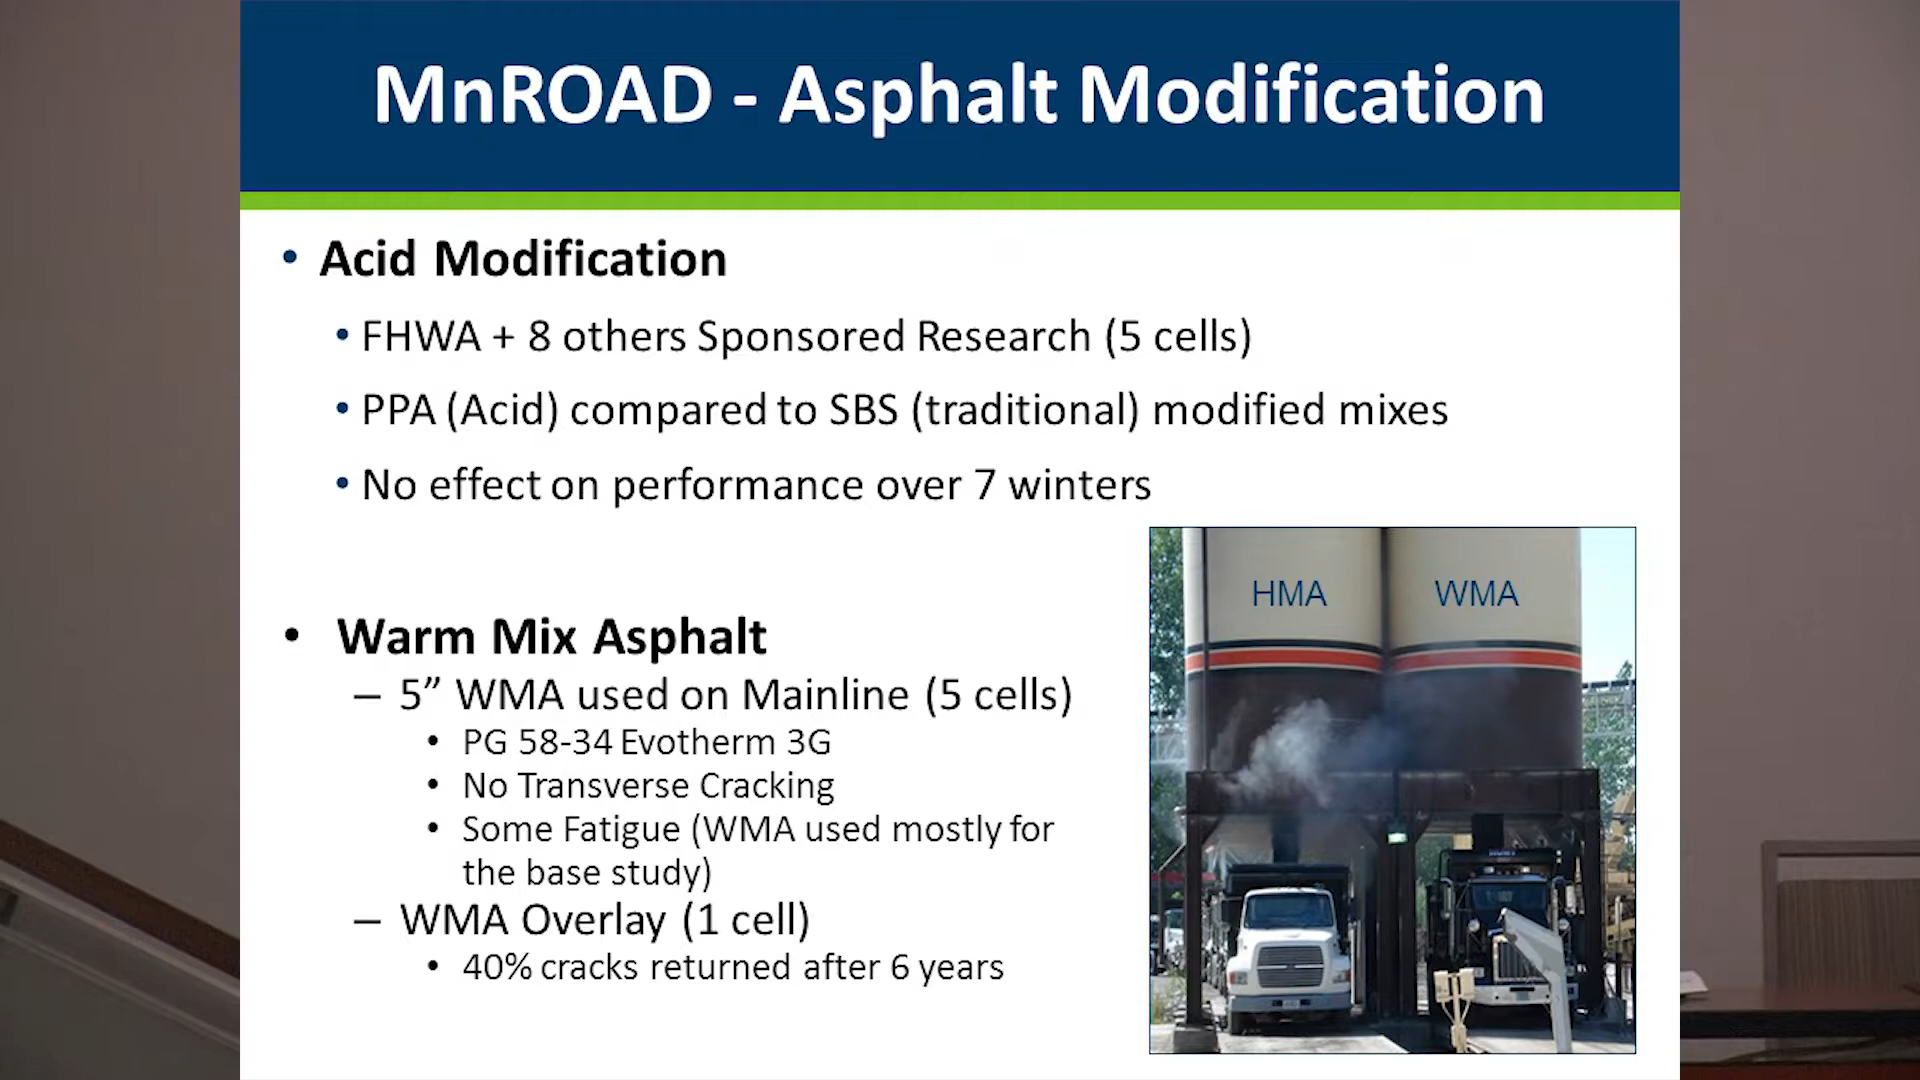 MnROAD - Asphalt Modification
• Acid Modification
• FHWA + 8 others Sponsored Research (5 cells)
• PPA (Acid) compared to SBS (traditional) modified mixes
• No effect on performance over 7 winters
• Warm Mix Asphalt
– 5” WMA used on Mainline (5 cells)
• PG 58-34 Evotherm 3G
• No Transverse Cracking
• Some Fatigue (WMA used mostly for
the base study)
– WMA Overlay (1 cell)
• 40% cracks returned after 6 years
HMA
WMA